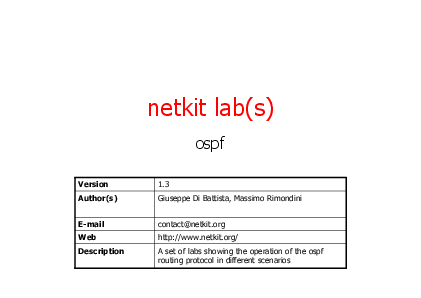 netkit lab(s)
ospf
Version 1.3
Author(s) Giuseppe Di Battista, Massimo Rimondini
E-mail contact@netkit.org
Web http://www.netkit.org/
Description A set of labs showing the operation of the ospf
routing protocol in different scenarios